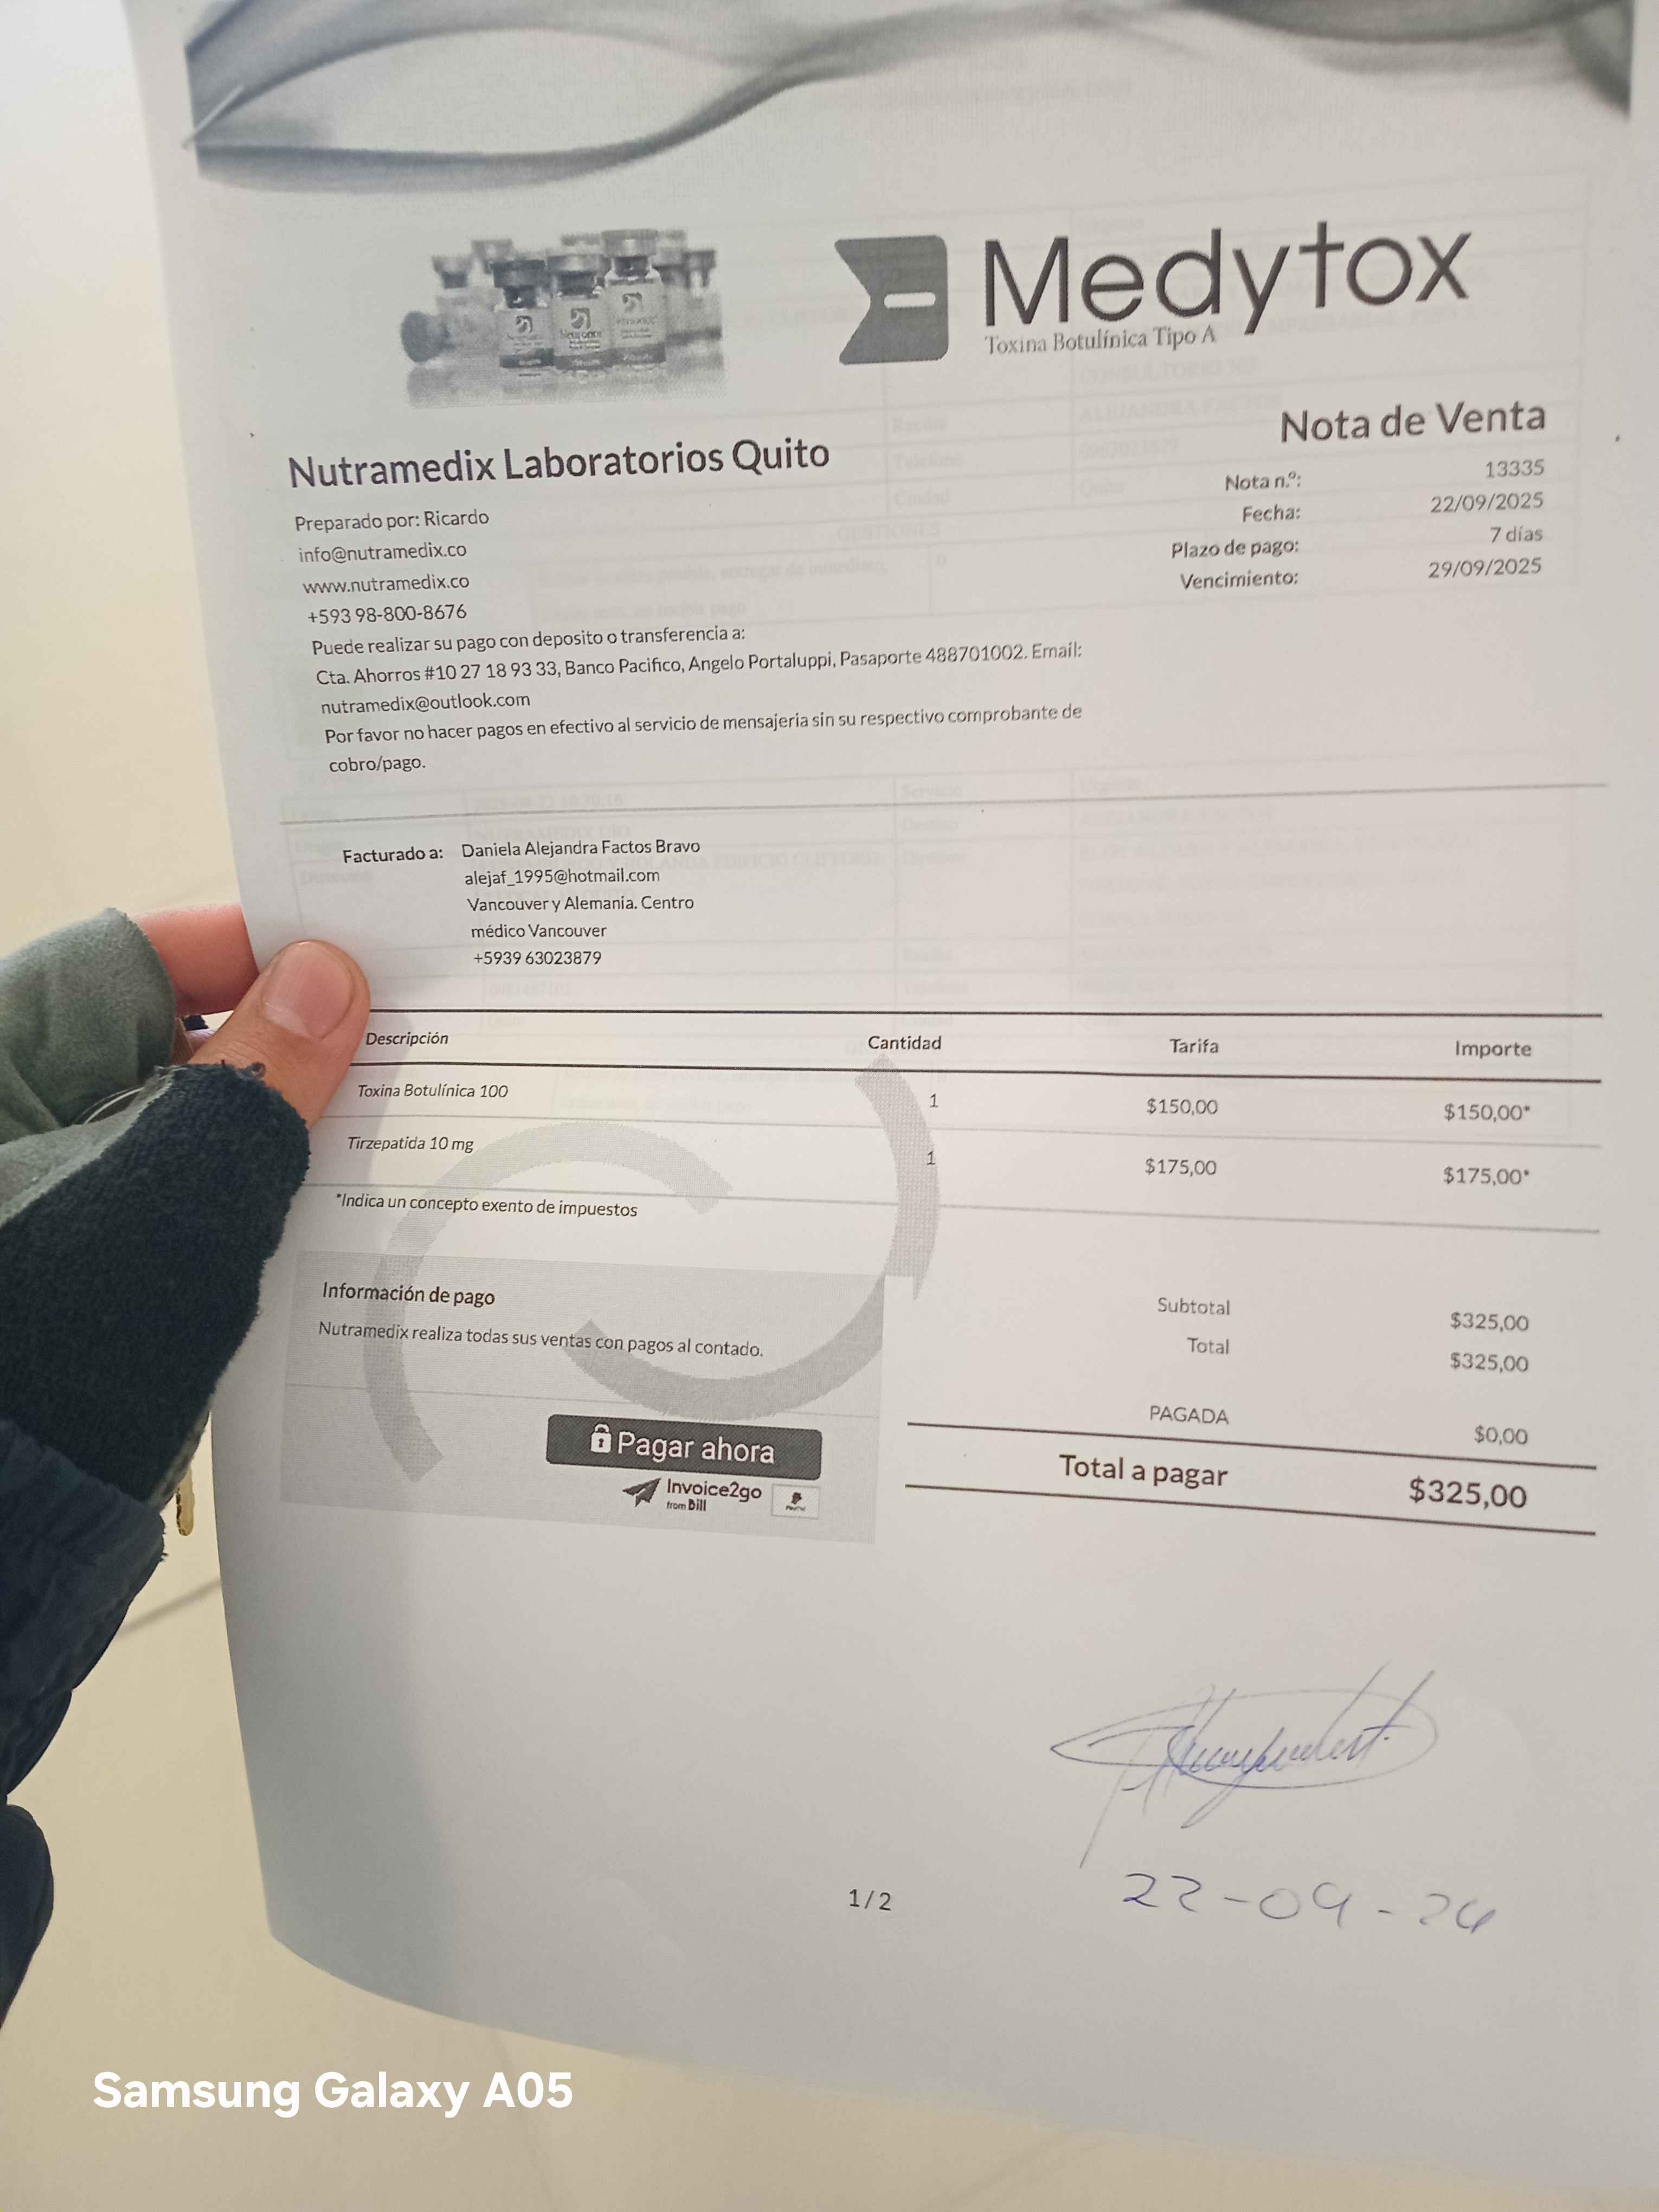 Medytox
Toxina Botulínica Tipo A
Nota de Venta
Nutramedix Laboratorios Quito
Preparado por: Ricardo
info@nutramedix.co
www.nutramedix.co
+593 98-800-8676
Nota n.º: 13335
Fecha: 22/09/2025
Plazo de pago: 7 días
Vencimiento: 29/09/2025
Puede realizar su pago con deposito o transferencia a:
Cta. Ahorros #10 27 18 93 33, Banco Pacifico, Angelo Portaluppi, Pasaporte 488701002. Emaíl:
nutramedix@outlook.com
Por favor no hacer pagos en efectivo al servicio de mensajeria sin su respectivo comprobante de
cobro/pago.
Facturado a: Daniela Alejandra Factos Bravo
alejaf_1995@hotmail.com
Vancouver y Alemania. Centro
médico Vancouver
+5939 63023879
Descripción Cantidad Tarifa Importe
Toxina Botulínica 100 1 $150,00 $150,00*
Tirzepatida 10 mg 1 $175,00 $175,00*
*Indica un concepto exento de impuestos
Información de pago
Nutramedix realiza todas sus ventas con pagos al contado.
Pagar ahora
Invoice2go
from Bill
Subtotal $325,00
Total $325,00
PAGADA $0,00
Total a pagar $325,00
22-09-24
1/2
Samsung Galaxy A05